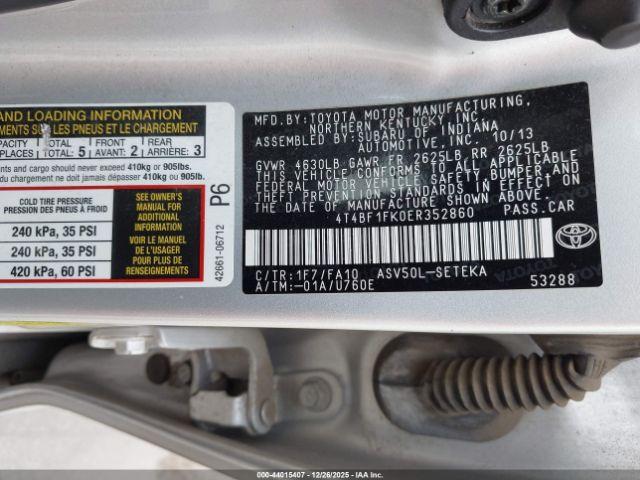 AND LOADING INFORMATION
EMENTS SUR LES PNEUS ET LE CHARGEMENT
APACITY TOTAL FRONT REAR
PLACES TOTAL: 5 AVANT: 2 ARRIÈRE: 3
nts and cargo should never exceed 410kg or 905lbs.
du chargement ne doit jamais dépasser 410kg ou 905lbs.
COLD TIRE PRESSURE
PNEUS À FROID
240 kPa, 35 PSI
240 kPa, 35 PSI
420 kPa, 60 PSI
SEE OWNER'S
MANUAL FOR
ADDITIONAL
INFORMATION
VOIR LE MANUEL
DE L'USAGER
POUR PLUS DE
RENSEIGNEMENTS
P6
42661-06712
MFD.BY:TOYOTA MOTOR MANUFACTURING,
NORTHERN KENTUCKY, INC.
ASSEMBLED BY:SUBARU OF INDIANA
AUTOMOTIVE, INC. 10/13
GVWR 4630LB GAWR FR 2625LB RR 2625LB
THIS VEHICLE CONFORMS TO ALL APPLICABLE
FEDERAL MOTOR VEHICLE SAFETY, BUMPER, AND
THEFT PREVENTION STANDARDS IN EFFECT ON
THE DATE OF MANUFACTURE SHOWN ABOVE.
4T4BF1FK0ER352860 PASS.CAR
TOYOTA
C/TR:1F7/FA10 ASV50L-SETEKA
A/TM:-01A/U760E 53288
000-44015407 - 12/26/2025 - COPYRIGHT IAA